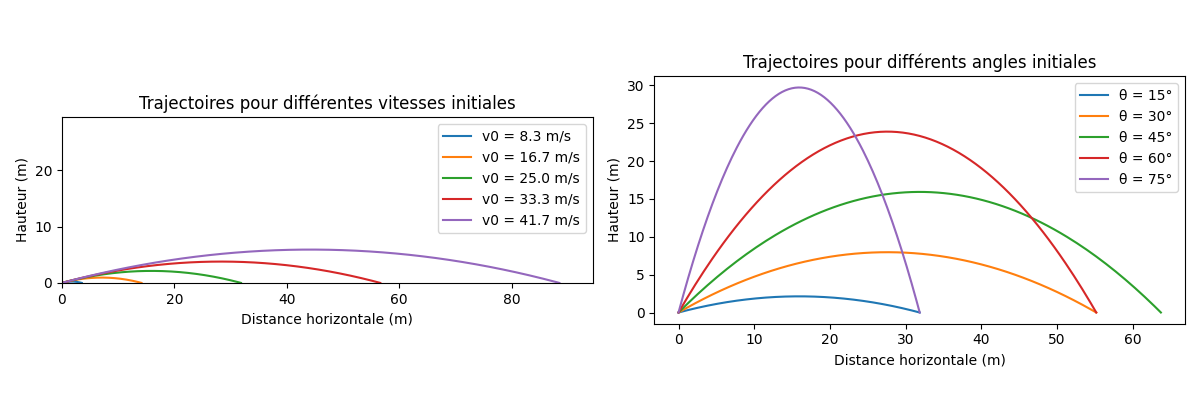 Trajectoires pour différentes vitesses initiales
Hauteur (m)
20
10
0
0 20 40 60 80
Distance horizontale (m)
v0 = 8.3 m/s
v0 = 16.7 m/s
v0 = 25.0 m/s
v0 = 33.3 m/s
v0 = 41.7 m/s
Trajectoires pour différents angles initiales
Hauteur (m)
30
25
20
15
10
5
0
0 10 20 30 40 50 60
Distance horizontale (m)
θ = 15°
θ = 30°
θ = 45°
θ = 60°
θ = 75°